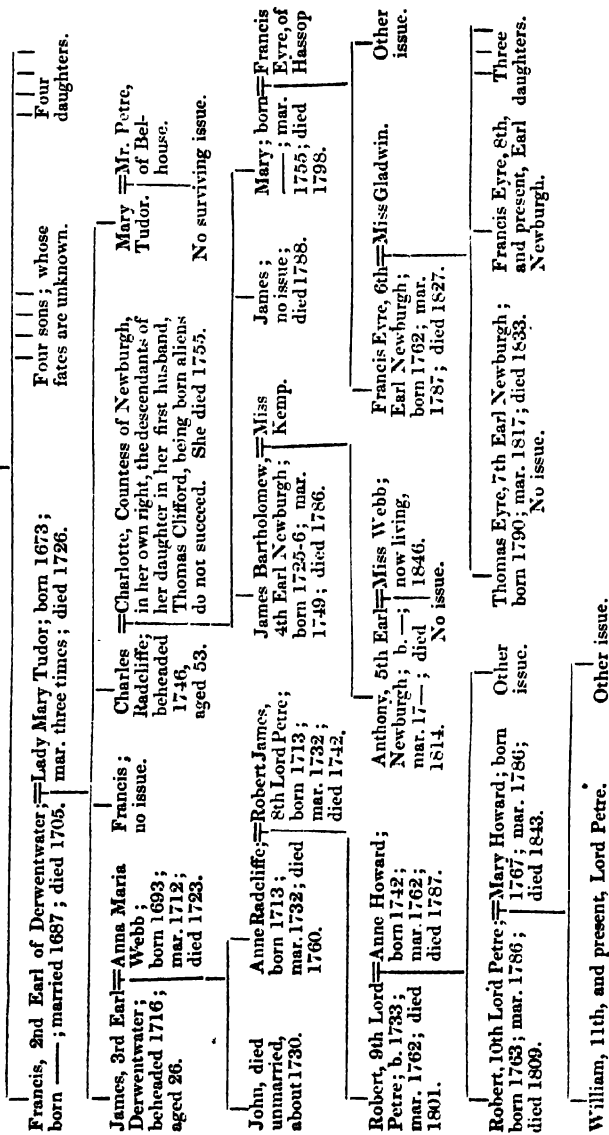 Francis, 2nd Earl of Derwentwater;=Lady Mary Tudor; born 1673;
born ——; married 1687; died 1705. mar. three times; died 1726.
Four sons; whose
fates are unknown.
Four
daughters.
James, 3rd Earl=Anna Maria
Derwentwater; Webb;
beheaded 1716; born 1693;
aged 26. mar. 1712;
died 1723.
Francis;
no issue.
Charles
Radcliffe;
beheaded
1746,
aged 53.
=Charlotte, Countess of Newburgh,
in her own right, the descendants of
her daughter in her first husband,
Thomas Clifford, being born aliens
do not succeed. She died 1755.
Mary =Mr. Petre,
Tudor. of Bel-
house.
No surviving issue.
John, died
unmarried,
about 1730.
Anne Radcliffe;=Robert James,
born 1713; 8th Lord Petre;
mar. 1732; died born 1713;
1760. mar. 1732;
died 1742.
James Bartholomew,=Miss
4th Earl Newburgh; Kemp.
born 1725-6; mar.
1749; died 1786.
James;
no issue;
died 1788.
Mary; born=Francis
——; mar. Eyre, of
1755; died Hassop
1798.
Robert, 9th Lord=Anne Howard;
Petre; b. 1733; born 1742;
mar. 1762; died mar. 1762;
1801. died 1787.
Anthony, 5th Earl=Miss Webb;
Newburgh; b. —; now living,
mar. 17—; died 1846.
1814. No issue.
Francis Eyre, 6th=Miss Gladwin.
Earl Newburgh;
born 1762; mar.
1787; died 1827.
Other
issue.
Robert, 10th Lord Petre;=Mary Howard; born
born 1763; mar. 1786; 1767; mar. 1786;
died 1809. died 1843.
Other
issue.
Thomas Eyre, 7th Earl Newburgh;
born 1790; mar. 1817; died 1833.
No issue.
Francis Eyre, 8th,
and present, Earl
Newburgh.
Three
daughters.
William, 11th, and present, Lord Petre.
Other issue.